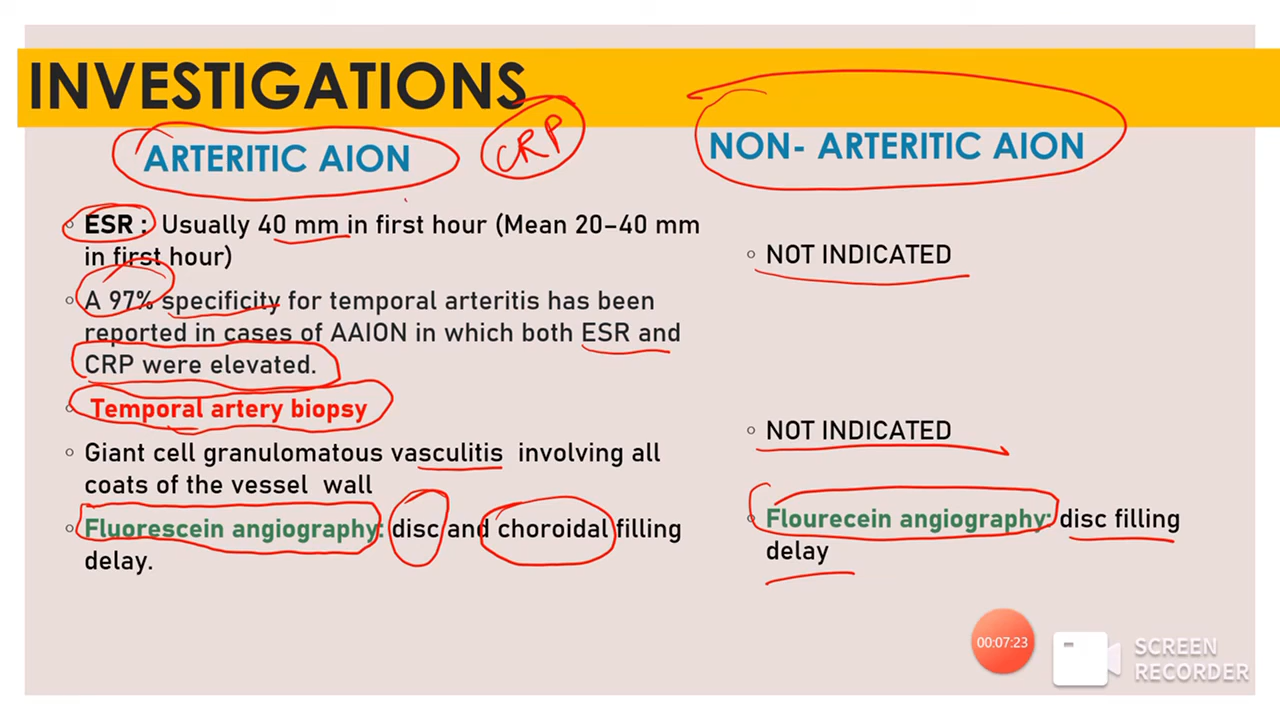 INVESTIGATIONS
ARTERITIC AION
CRP
ESR : Usually 40 mm in first hour (Mean 20–40 mm
in first hour)
A 97% specificity for temporal arteritis has been
reported in cases of AAION in which both ESR and
CRP were elevated.
Temporal artery biopsy
Giant cell granulomatous vasculitis involving all
coats of the vessel wall
Fluorescein angiography: disc and choroidal filling
delay.
NON- ARTERITIC AION
NOT INDICATED
NOT INDICATED
Flourecein angiography: disc filling
delay
00:07:23
SCREEN
RECORDER